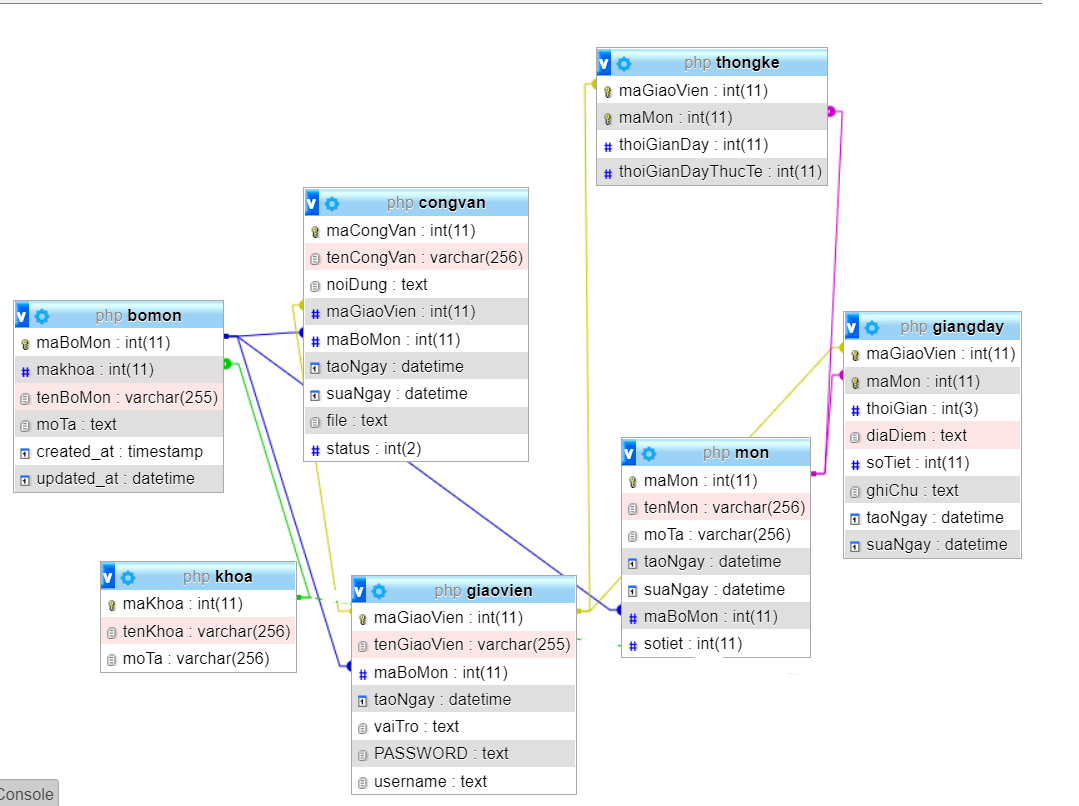 php thongke
maGiaoVien : int(11)
maMon : int(11)
thoiGianDay : int(11)
thoiGianDayThucTe : int(11)
php congvan
maCongVan : int(11)
tenCongVan : varchar(256)
noiDung : text
maGiaoVien : int(11)
maBoMon : int(11)
taoNgay : datetime
suaNgay : datetime
file : text
status : int(2)
php bomon
maBoMon : int(11)
makhoa : int(11)
tenBoMon : varchar(255)
moTa : text
created_at : timestamp
updated_at : datetime
php giangday
maGiaoVien : int(11)
maMon : int(11)
thoiGian : int(3)
diaDiem : text
soTiet : int(11)
ghiChu : text
taoNgay : datetime
suaNgay : datetime
php mon
maMon : int(11)
tenMon : varchar(256)
moTa : varchar(256)
taoNgay : datetime
suaNgay : datetime
maBoMon : int(11)
sotiet : int(11)
php khoa
maKhoa : int(11)
tenKhoa : varchar(256)
moTa : varchar(256)
php giaovien
maGiaoVien : int(11)
tenGiaoVien : varchar(255)
maBoMon : int(11)
taoNgay : datetime
vaiTro : text
PASSWORD : text
username : text
Console